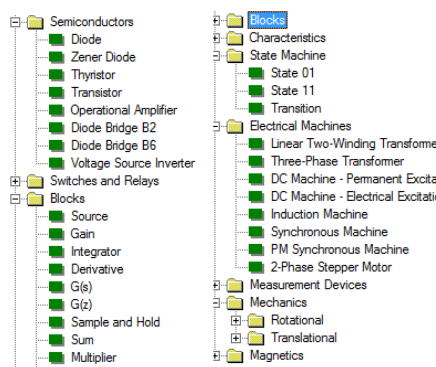 Semiconductors
Diode
Zener Diode
Thyristor
Transistor
Operational Amplifier
Diode Bridge B2
Diode Bridge B6
Voltage Source Inverter
Switches and Relays
Blocks
Source
Gain
Integrator
Derivative
G(s)
G(z)
Sample and Hold
Sum
Multiplier
Blocks
Characteristics
State Machine
State 01
State 11
Transition
Electrical Machines
Linear Two-Winding Transforme
Three-Phase Transformer
DC Machine - Permanent Excita
DC Machine - Electrical Excitati
Induction Machine
Synchronous Machine
PM Synchronous Machine
2-Phase Stepper Motor
Measurement Devices
Mechanics
Rotational
Translational
Magnetics